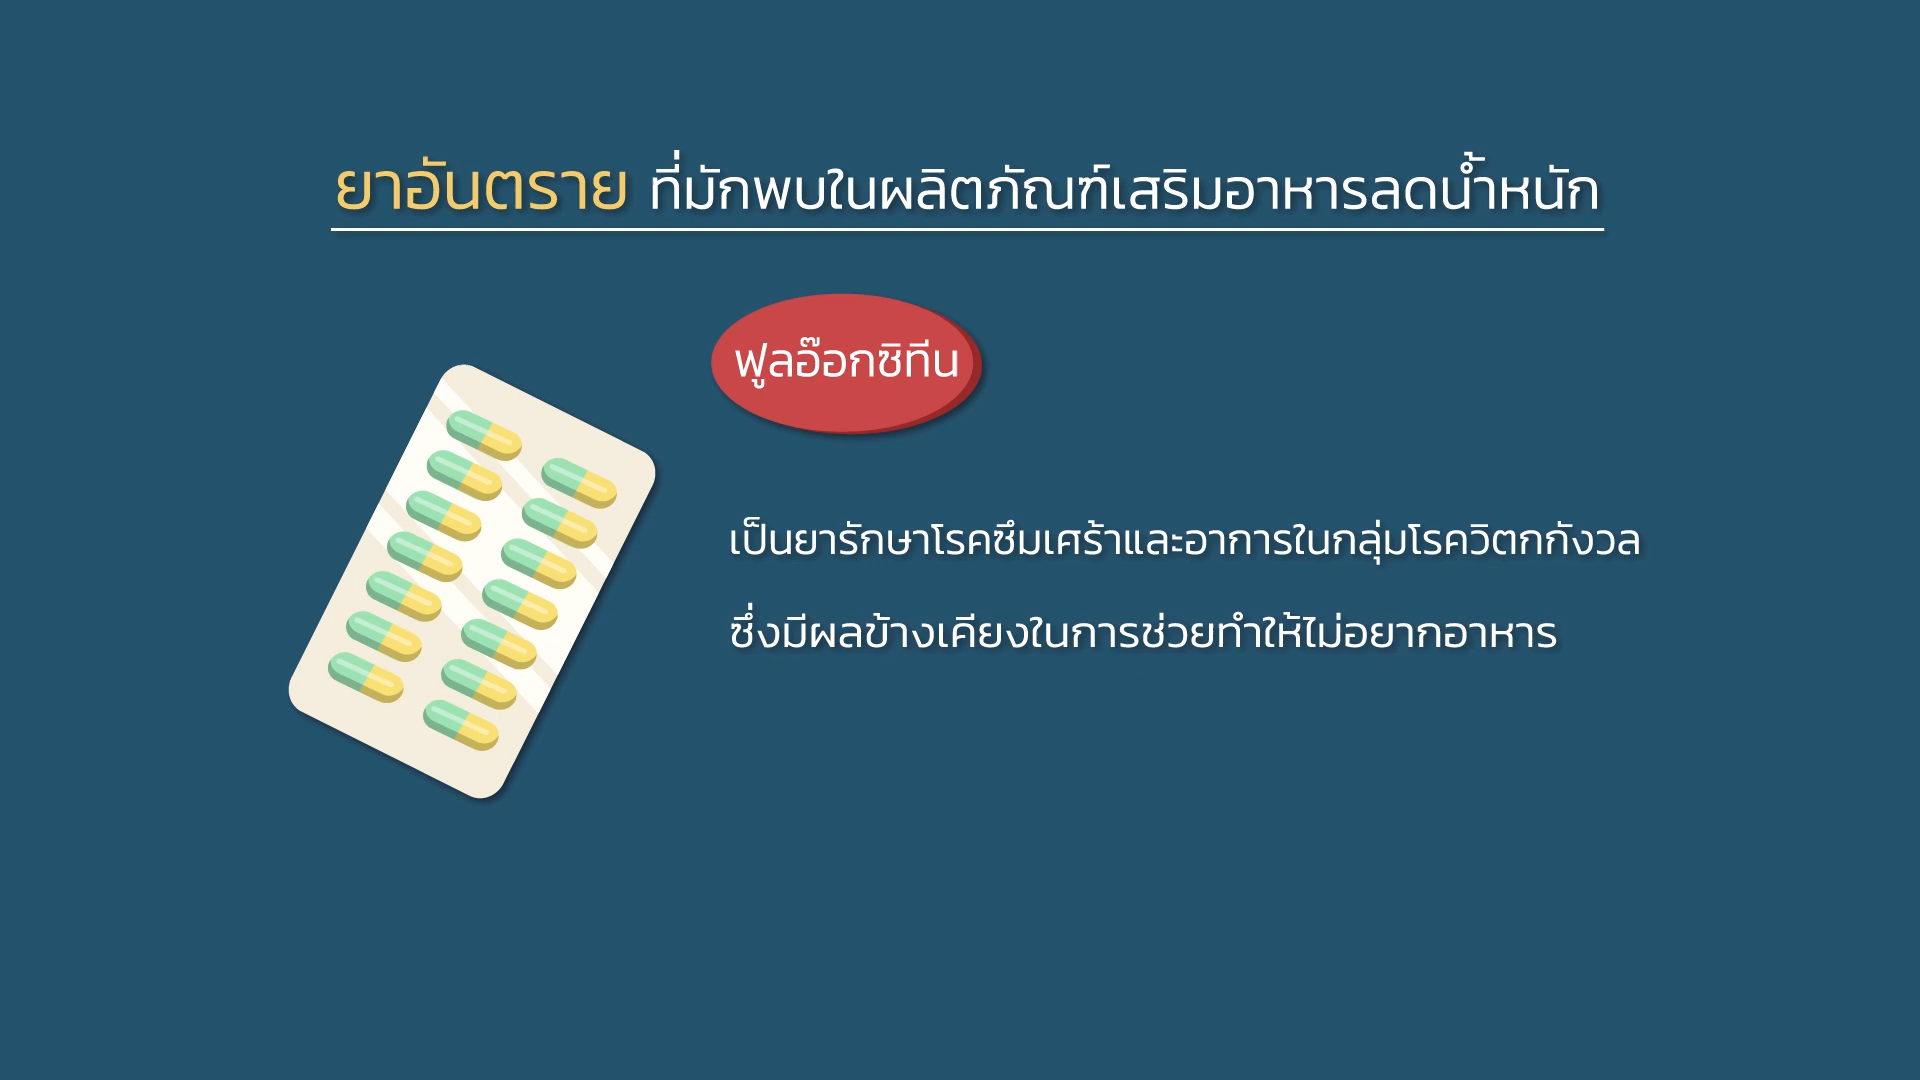 ยาอันตราย ที่มักพบในผลิตภัณฑ์เสริมอาหารลดน้ำหนัก
ฟูลอ๊อกซิทีน
เป็นยารักษาโรคซึมเศร้าและอาการในกลุ่มโรควิตกกังวล
ซึ่งมีผลข้างเคียงในการช่วยทำให้ไม่อยากอาหาร